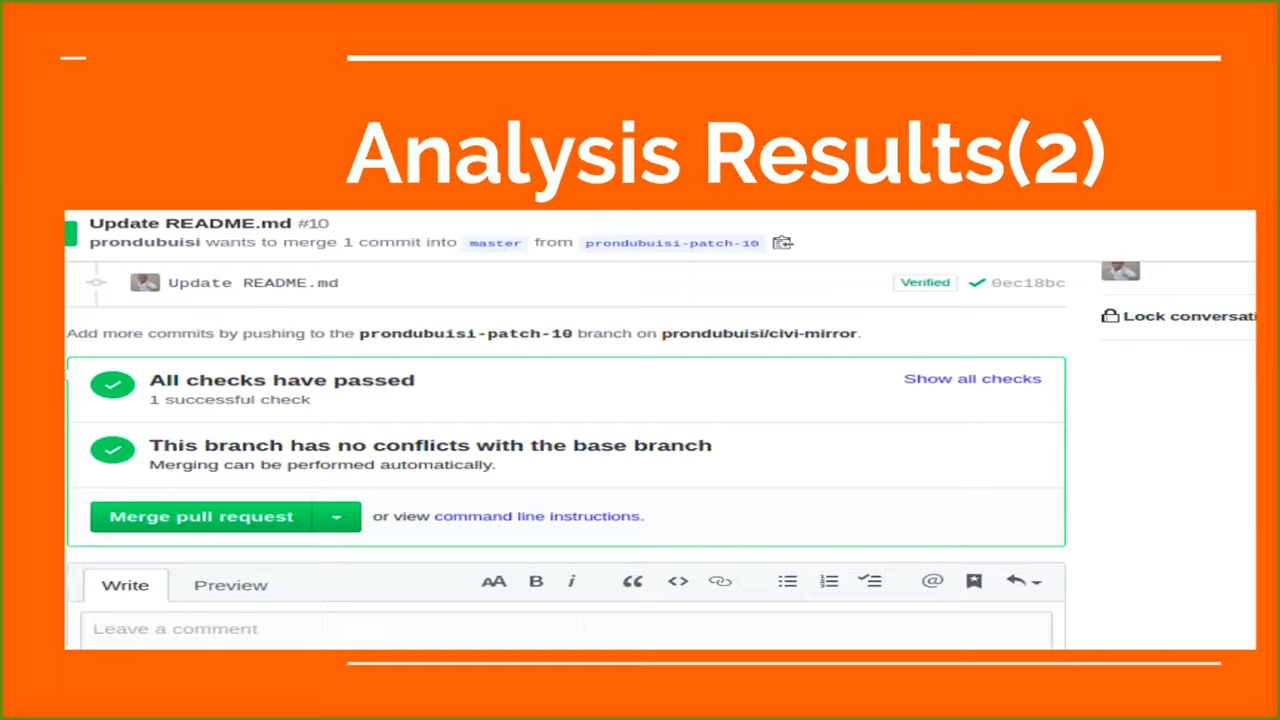 Analysis Results(2)
Update README.md #10
prondubuisi wants to merge 1 commit into master from prondubuisi-patch-10
Update README.md Verified 0ec18bc
Lock conversati
Add more commits by pushing to the prondubuisi-patch-10 branch on prondubuisi/civi-mirror.
All checks have passed Show all checks
1 successful check
This branch has no conflicts with the base branch
Merging can be performed automatically.
Merge pull request or view command line instructions.
Write Preview AA B i “ <> @
Leave a comment